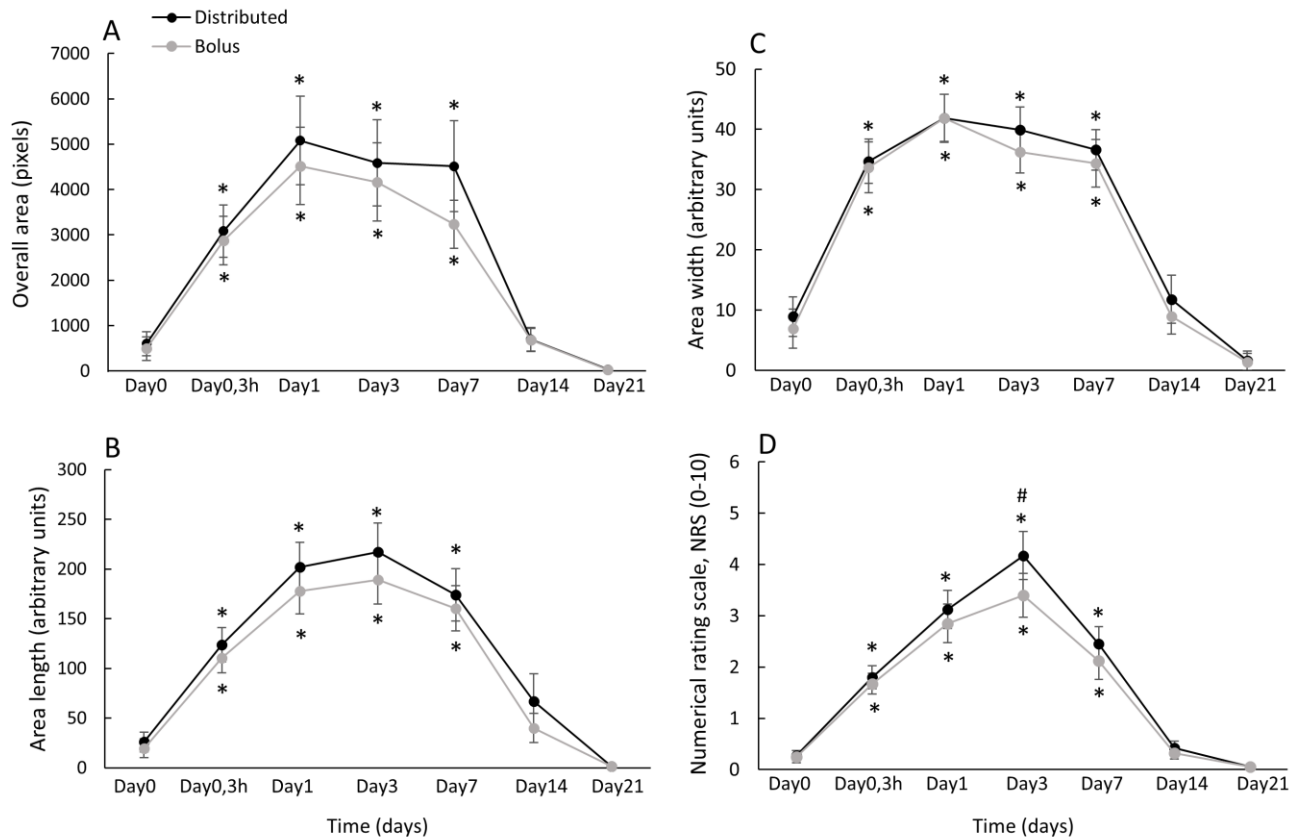 A
Distributed
Bolus
Overall area (pixels)
7000
6000
5000
4000
3000
2000
1000
0
* * * *
* * * *
Day0 Day0,3h Day1 Day3 Day7 Day14 Day21
C
Area width (arbitrary units)
50
40
30
20
10
0
* * * *
* * * *
Day0 Day0,3h Day1 Day3 Day7 Day14 Day21
B
Area length (arbitrary units)
300
250
200
150
100
50
0
* * * *
* * * *
Day0 Day0,3h Day1 Day3 Day7 Day14 Day21
Time (days)
D
Numerical rating scale, NRS (0-10)
6
5
4
3
2
1
0
#
* * * *
* * * *
Day0 Day0,3h Day1 Day3 Day7 Day14 Day21
Time (days)